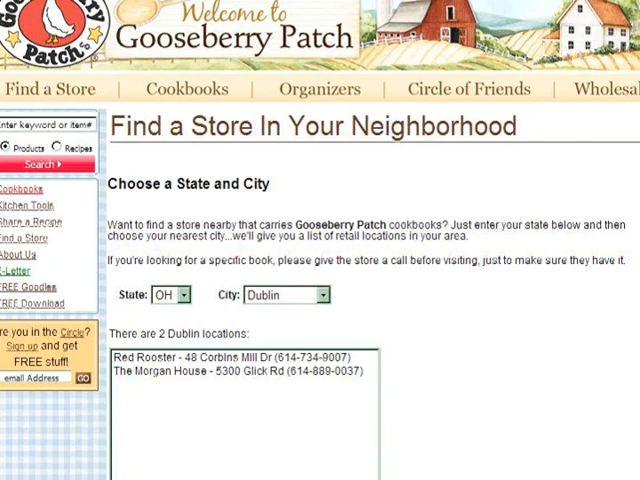 Gooseberry
Patch
Welcome to
Gooseberry Patch
Find a Store | Cookbooks | Organizers | Circle of Friends | Wholesal
Enter keyword or item#
Products Recipes
Search
Cookbooks
Kitchen Tools
Share a Recipe
Find a Store
About Us
E-Letter
FREE Goodies
FREE Download
re you in the Circle?
Sign up and get
FREE stuff!
email Address GO
Find a Store In Your Neighborhood
Choose a State and City
Want to find a store nearby that carries Gooseberry Patch cookbooks? Just enter your state below and then
choose your nearest city...we'll give you a list of retail locations in your area.
If you're looking for a specific book, please give the store a call before visiting, just to make sure they have it.
State: OH City: Dublin
There are 2 Dublin locations:
Red Rooster - 48 Corbins Mill Dr (614-734-9007)
The Morgan House - 5300 Glick Rd (614-889-0037)